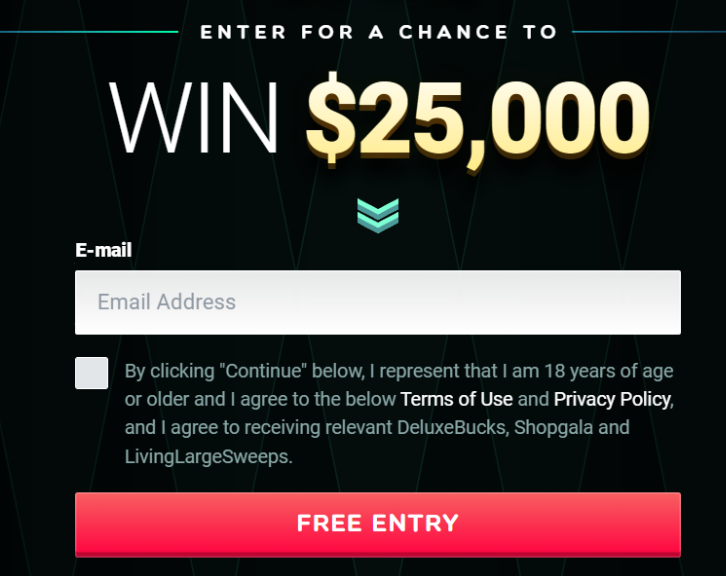 ENTER FOR A CHANCE TO
WIN $25,000
E-mail
Email Address
By clicking "Continue" below, I represent that I am 18 years of age
or older and I agree to the below Terms of Use and Privacy Policy,
and I agree to receiving relevant DeluxeBucks, Shopgala and
LivingLargeSweeps.
FREE ENTRY